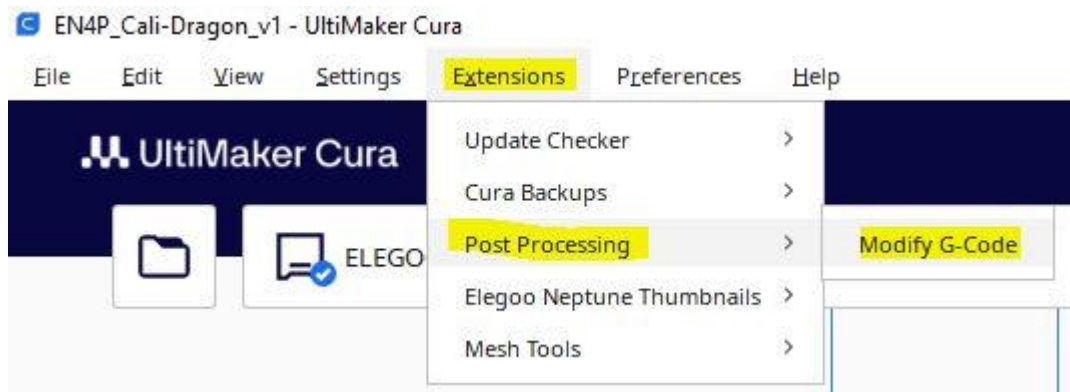 EN4P_Cali-Dragon_v1 - UltiMaker Cura
File Edit View Settings Extensions Preferences Help
UltiMaker Cura
Update Checker
Cura Backups
Post Processing
Modify G-Code
ELEGO
Elegoo Neptune Thumbnails
Mesh Tools